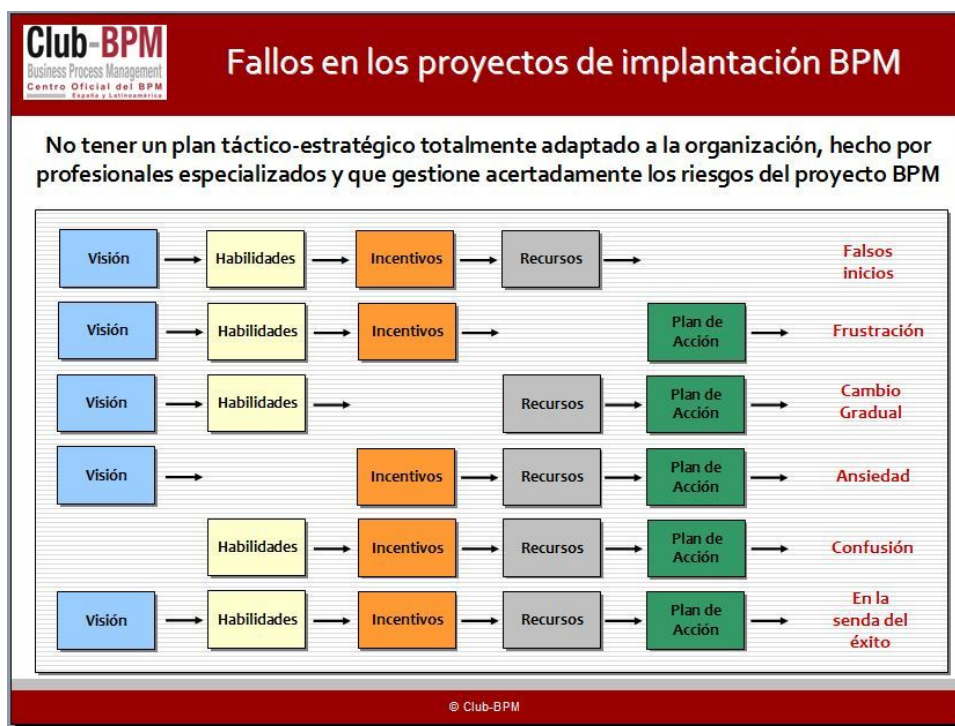 Club-BPM
Business Process Management
Centro Oficial del BPM
España y Latinoamérica
Fallos en los proyectos de implantación BPM
No tener un plan táctico-estratégico totalmente adaptado a la organización, hecho por
profesionales especializados y que gestione acertadamente los riesgos del proyecto BPM
Visión Habilidades Incentivos Recursos Falsos
inicios
Visión Habilidades Incentivos Plan de
Acción Frustración
Visión Habilidades Recursos Plan de
Acción Cambio
Gradual
Visión Incentivos Recursos Plan de
Acción Ansiedad
Habilidades Incentivos Recursos Plan de
Acción Confusión
Visión Habilidades Incentivos Recursos Plan de
Acción En la
senda del
éxito
© Club-BPM